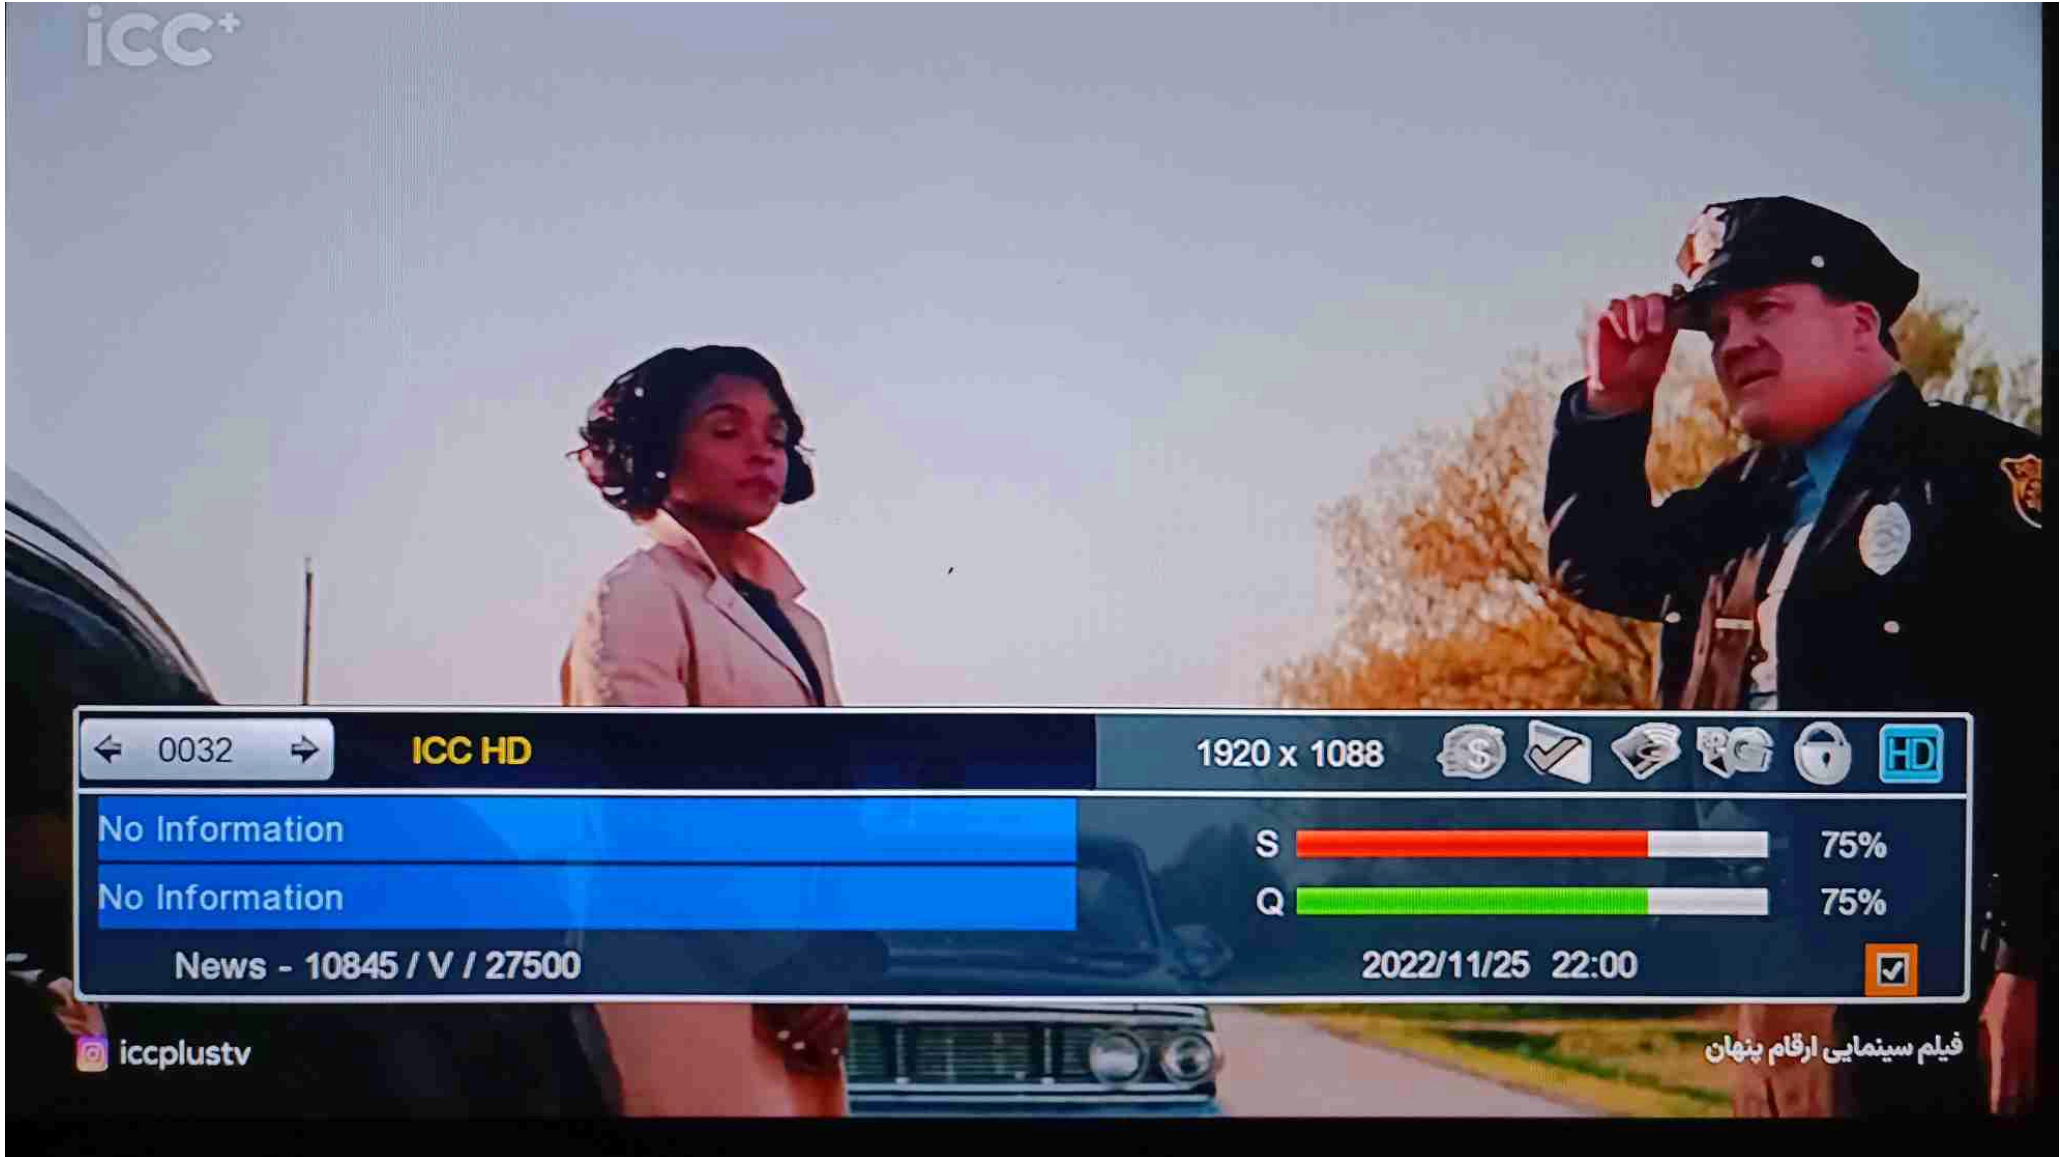 icc+
0032
ICC HD
1920 x 1088
HD
No Information
No Information
S 75%
Q 75%
News - 10845 / V / 27500
2022/11/25 22:00
iccplustv
فیلم سینمایی ارقام پنهان